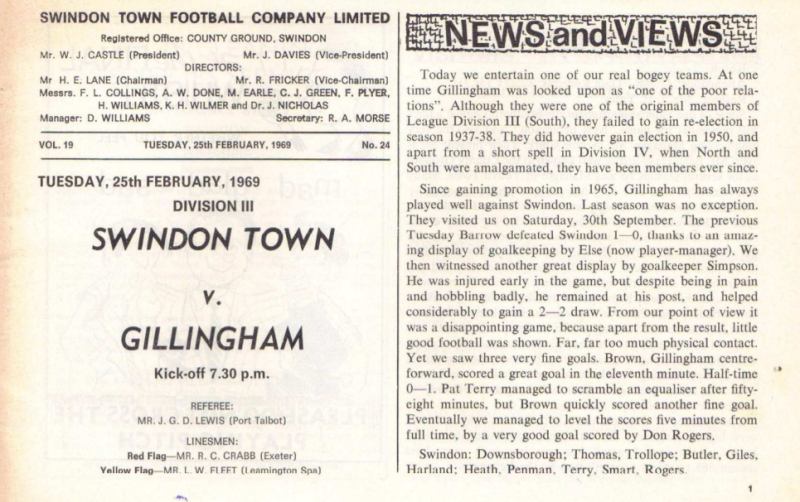 SWINDON TOWN FOOTBALL COMPANY LIMITED
Registered Office: COUNTY GROUND, SWINDON
Mr. W. J. CASTLE (President) Mr. J. DAVIES (Vice-President)
DIRECTORS:
Mr H. E. LANE (Chairman) Mr. R. FRICKER (Vice-Chairman)
Messrs. F. L. COLLINGS, A. W. DONE, M. EARLE, C. J. GREEN, F. PLYER,
H. WILLIAMS, K. H. WILMER and Dr. J. NICHOLAS
Manager: D. WILLIAMS Secretary: R. A. MORSE
VOL. 19 TUESDAY, 25th FEBRUARY, 1969 No. 24
TUESDAY, 25th FEBRUARY, 1969
DIVISION III
SWINDON TOWN
v.
GILLINGHAM
Kick-off 7.30 p.m.
REFEREE:
MR. J. G. D. LEWIS (Port Talbot)
LINESMEN:
Red Flag—MR. R. C. CRABB (Exeter)
Yellow Flag—MR. L. W. FLEET (Leamington Spa)
NEWS and VIEWS
Today we entertain one of our real bogey teams. At one
time Gillingham was looked upon as "one of the poor rela-
tions". Although they were one of the original members of
League Division III (South), they failed to gain re-election in
season 1937-38. They did however gain election in 1950, and
apart from a short spell in Division IV, when North and
South were amalgamated, they have been members ever since.
Since gaining promotion in 1965, Gillingham has always
played well against Swindon. Last season was no exception.
They visited us on Saturday, 30th September. The previous
Tuesday Barrow defeated Swindon 1—0, thanks to an amaz-
ing display of goalkeeping by Else (now player-manager). We
then witnessed another great display by goalkeeper Simpson.
He was injured early in the game, but despite being in pain
and hobbling badly, he remained at his post, and helped
considerably to gain a 2—2 draw. From our point of view it
was a disappointing game, because apart from the result, little
good football was shown. Far, far too much physical contact.
Yet we saw three very fine goals. Brown, Gillingham centre-
forward, scored a great goal in the eleventh minute. Half-time
0—1. Pat Terry managed to scramble an equaliser after fifty-
eight minutes, but Brown quickly scored another fine goal.
Eventually we managed to level the scores five minutes from
full time, by a very good goal scored by Don Rogers.
Swindon: Downsborough; Thomas, Trollope; Butler, Giles,
Harland; Heath, Penman, Terry, Smart, Rogers.
1